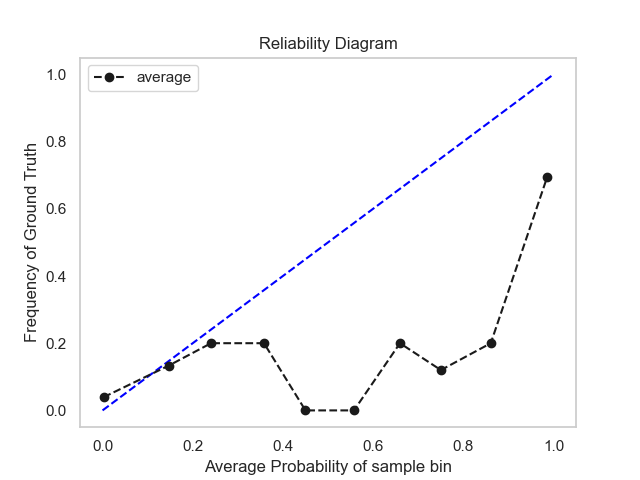 Reliability Diagram
average
1.0
0.8
0.6
0.4
0.2
0.0
Frequency of Ground Truth
0.0 0.2 0.4 0.6 0.8 1.0
Average Probability of sample bin